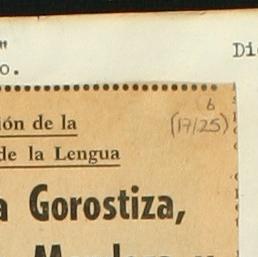 "
o.
Di
6
(17/25)
ión de la
de la Lengua
a Gorostiza,